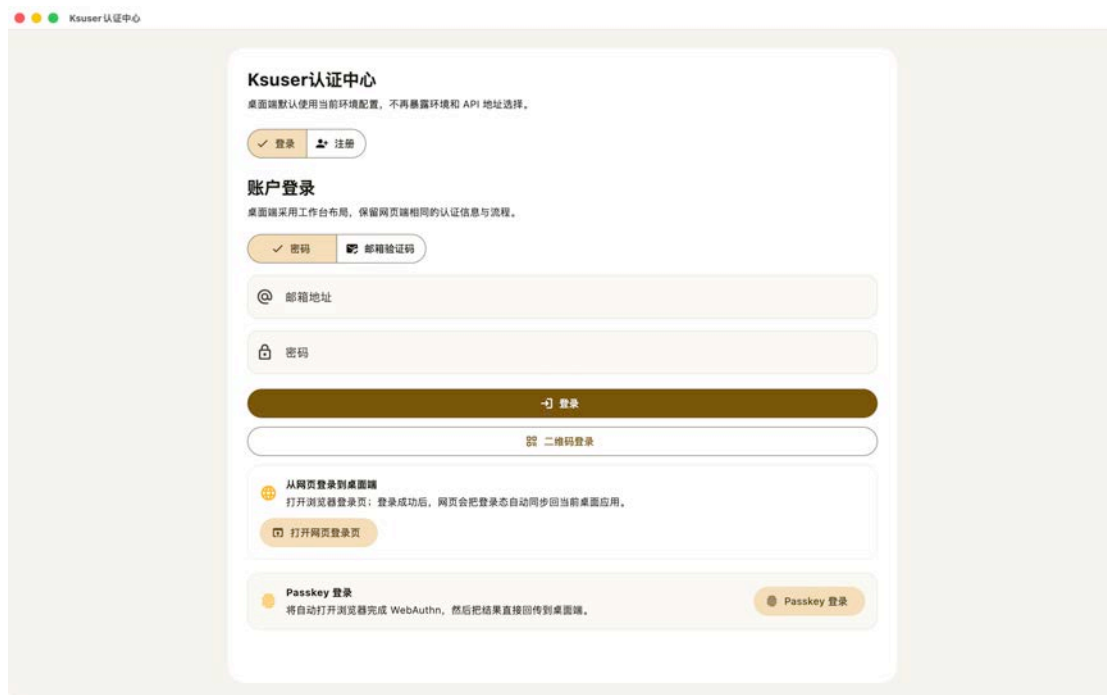 Ksuser认证中心
Ksuser认证中心
桌面端默认使用当前环境配置，不再暴露环境和 API 地址选择。
登录
注册
账户登录
桌面端采用工作台布局，保留网页端相同的认证信息与流程。
密码
邮箱验证码
邮箱地址
密码
登录
二维码登录
从网页登录到桌面端
打开浏览器登录页；登录成功后，网页会把登录态自动同步回当前桌面应用。
打开网页登录页
Passkey 登录
将自动打开浏览器完成 WebAuthn，然后把结果直接回传到桌面端。
Passkey 登录